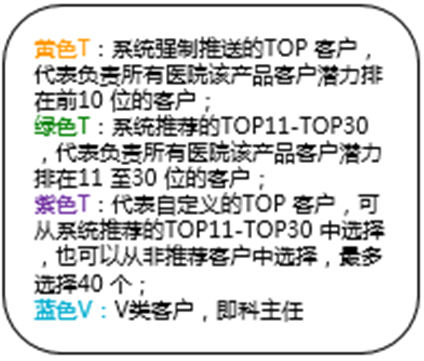 黄色T：系统强制推送的TOP 客户，
代表负责所有医院该产品客户潜力排
在前10 位的客户；
绿色T：系统推荐的TOP11-TOP30
，代表负责所有医院该产品客户潜力
排在11 至30 位的客户；
紫色T：代表自定义的TOP 客户，可
从系统推荐的TOP11-TOP30 中选择
，也可以从非推荐客户中选择，最多
选择40 个；
蓝色V：V类客户，即科主任